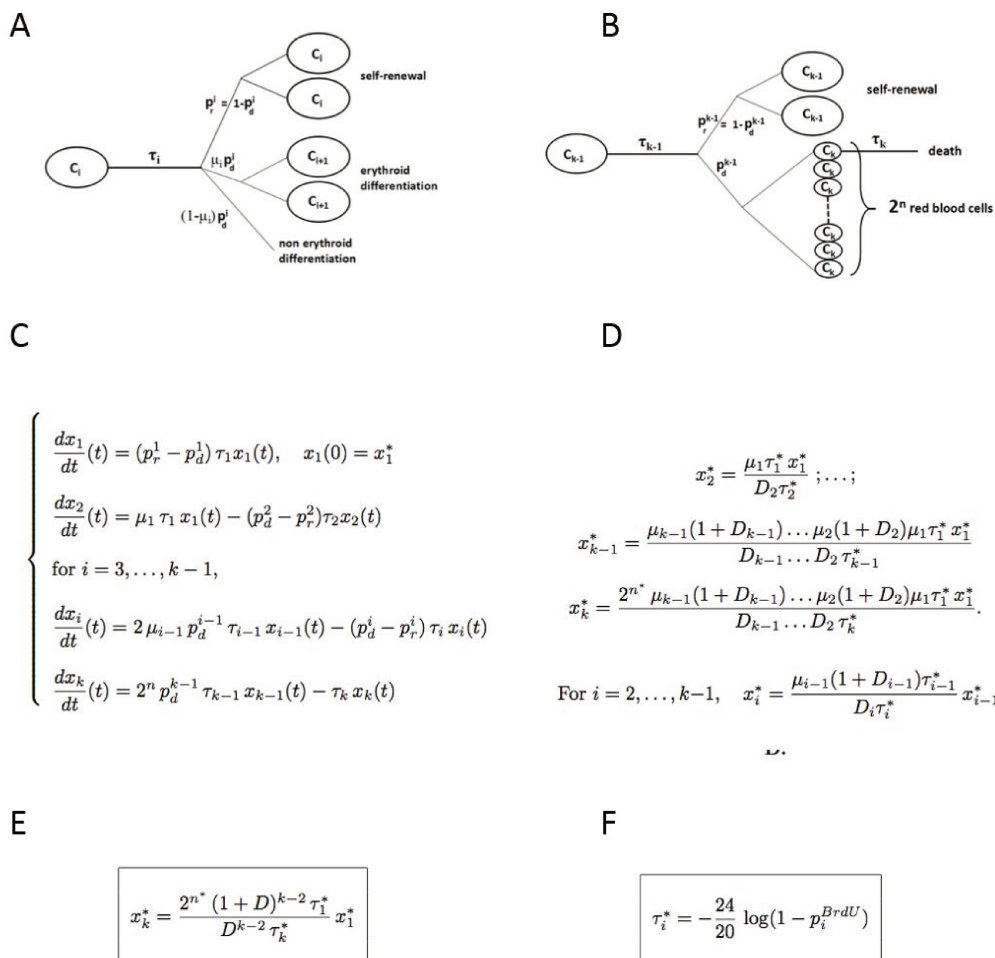 A
C_i
τ_i
p_r^i = 1-p_d^i
C_i
C_i
self-renewal
μ_i p_d^i
C_{i+1}
C_{i+1}
erythroid
differentiation
(1-μ_i)p_d^i
non erythroid
differentiation
B
C_{k-1}
τ_{k-1}
p_r^{k-1} = 1-p_d^{k-1}
C_{k-1}
C_{k-1}
self-renewal
p_d^{k-1}
C_k
τ_k
death
C_k
C_k
C_k
C_k
C_k
2^n red blood cells
C
dx_1/dt (t) = (p_r^1 − p_d^1) τ_1 x_1(t), x_1(0) = x_1^*
dx_2/dt (t) = μ_1 τ_1 x_1(t) − (p_d^2 − p_r^2)τ_2 x_2(t)
for i = 3, . . . , k − 1,
dx_i/dt (t) = 2 μ_{i−1} p_d^{i−1} τ_{i−1} x_{i−1}(t) − (p_d^i − p_r^i) τ_i x_i(t)
dx_k/dt (t) = 2^n p_d^{k−1} τ_{k−1} x_{k−1}(t) − τ_k x_k(t)
D
x_2^* = μ_1 τ_1^* x_1^* / D_2 τ_2^* ; . . . ;
x_{k−1}^* = μ_{k−1}(1 + D_{k−1}) . . . μ_2(1 + D_2)μ_1 τ_1^* x_1^* / D_{k−1} . . . D_2 τ_{k−1}^*
x_k^* = 2^{n^*} μ_{k−1}(1 + D_{k−1}) . . . μ_2(1 + D_2)μ_1 τ_1^* x_1^* / D_{k−1} . . . D_2 τ_k^* .
For i = 2, . . . , k−1, x_i^* = μ_{i−1}(1 + D_{i−1})τ_{i−1}^* / D_i τ_i^* x_{i−1}^*
E
x_k^* = 2^{n^*} (1 + D)^{k−2} τ_1^* / D^{k−2} τ_k^* x_1^*
F
τ_i^* = − 24/20 log(1 − p_i^{BrdU})